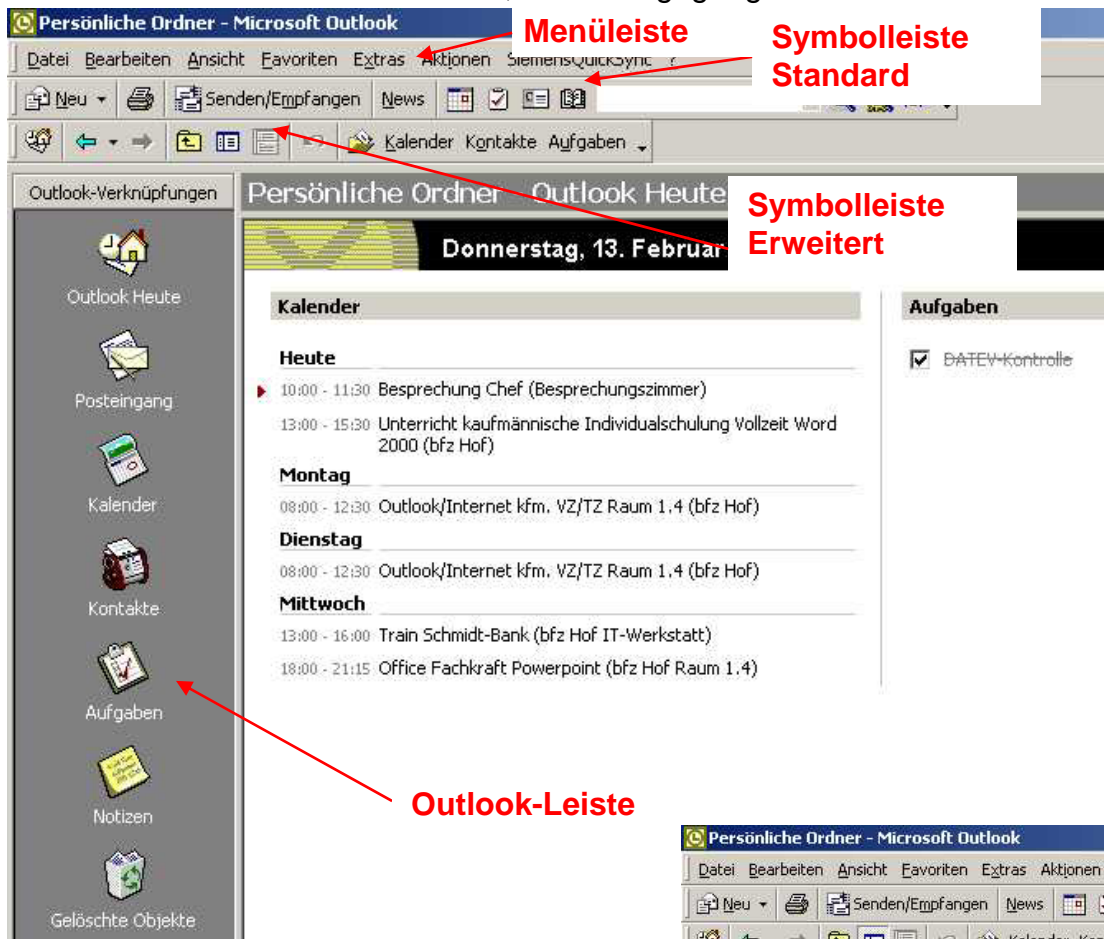 Persönliche Ordner - Microsoft Outlook
Menüleiste
Symbolleiste
Standard
Datei Bearbeiten Ansicht Favoriten Extras Aktionen SiemensQuickSync ?
Neu Senden/Empfangen News
Kalender Kontakte Aufgaben
Outlook-Verknüpfungen
Persönliche Ordner Outlook Heute
Symbolleiste
Erweitert
Donnerstag, 13. Februar
Outlook Heute
Posteingang
Kalender
Kontakte
Aufgaben
Notizen
Gelöschte Objekte
Kalender
Heute
10:00 - 11:30 Besprechung Chef (Besprechungszimmer)
13:00 - 15:30 Unterricht kaufmännische Individualschulung Vollzeit Word
2000 (bfz Hof)
Montag
08:00 - 12:30 Outlook/Internet kfm. VZ/TZ Raum 1.4 (bfz Hof)
Dienstag
08:00 - 12:30 Outlook/Internet kfm. VZ/TZ Raum 1.4 (bfz Hof)
Mittwoch
13:00 - 16:00 Train Schmidt-Bank (bfz Hof IT-Werkstatt)
18:00 - 21:15 Office Fachkraft Powerpoint (bfz Hof Raum 1.4)
Aufgaben
DATEV-Kontrolle
Outlook-Leiste
Persönliche Ordner - Microsoft Outlook
Datei Bearbeiten Ansicht Favoriten Extras Aktionen
Neu Senden/Empfangen News